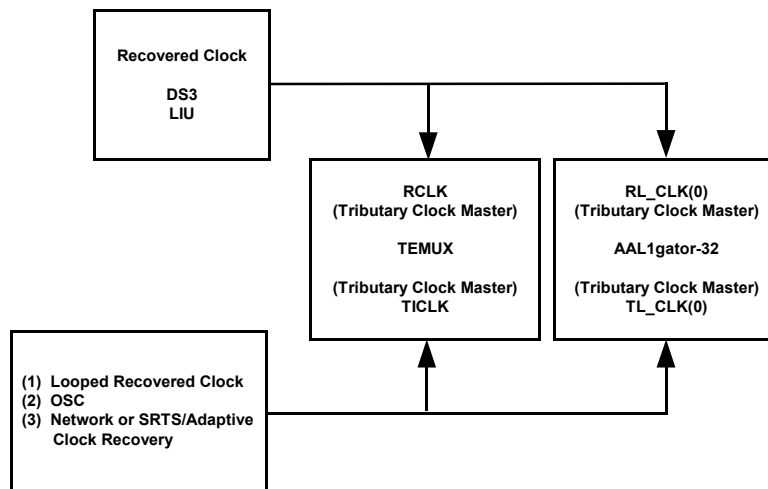 Recovered Clock
DS3
LIU
RCLK
(Tributary Clock Master)
TEMUX
(Tributary Clock Master)
TICLK
RL_CLK(0)
(Tributary Clock Master)
AAL1gator-32
(Tributary Clock Master)
TL_CLK(0)
(1) Looped Recovered Clock
(2) OSC
(3) Network or SRTS/Adaptive
Clock Recovery